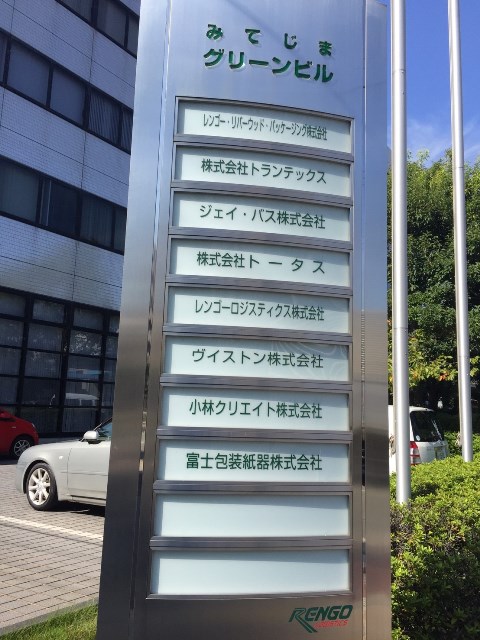 みてじま
グリーンビル
レンゴー・リバーウッド・パッケージング株式会社
株式会社トランテックス
ジェイ・バス株式会社
株式会社トータス
レンゴーロジスティクス株式会社
ヴイストン株式会社
小林クリエイト株式会社
富士包装紙器株式会社
RENGO